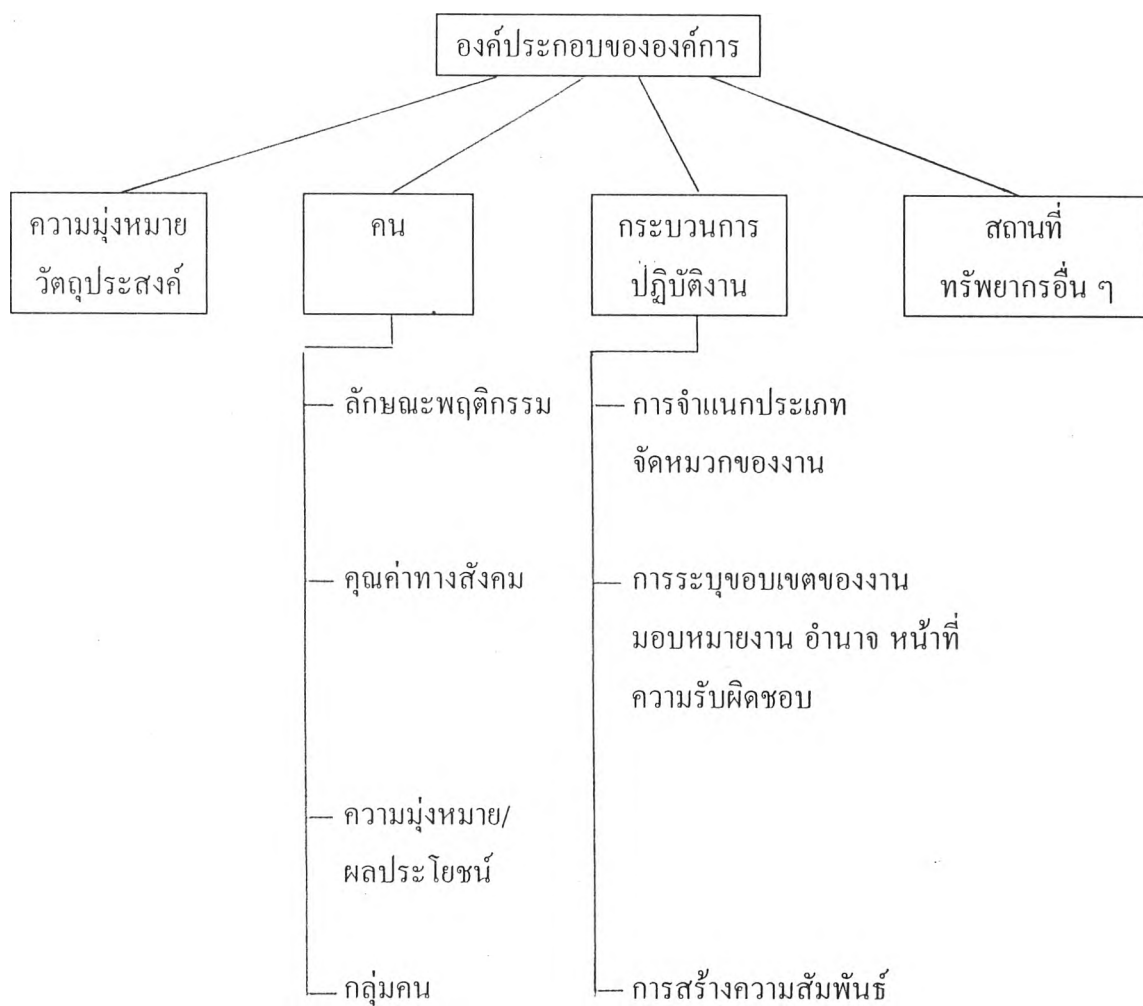 องค์ประกอบขององค์การ
ความมุ่งหมาย
วัตถุประสงค์
คน
กระบวนการ
ปฏิบัติงาน
สถานที่
ทรัพยากรอื่น ๆ
ลักษณะพฤติกรรม
คุณค่าทางสังคม
ความมุ่งหมาย/
ผลประโยชน์
กลุ่มคน
การจำแนกประเภท
จัดหมวกของงาน
การระบุขอบเขตของงาน
มอบหมายงาน อำนาจ หน้าที่
ความรับผิดชอบ
การสร้างความสัมพันธ์